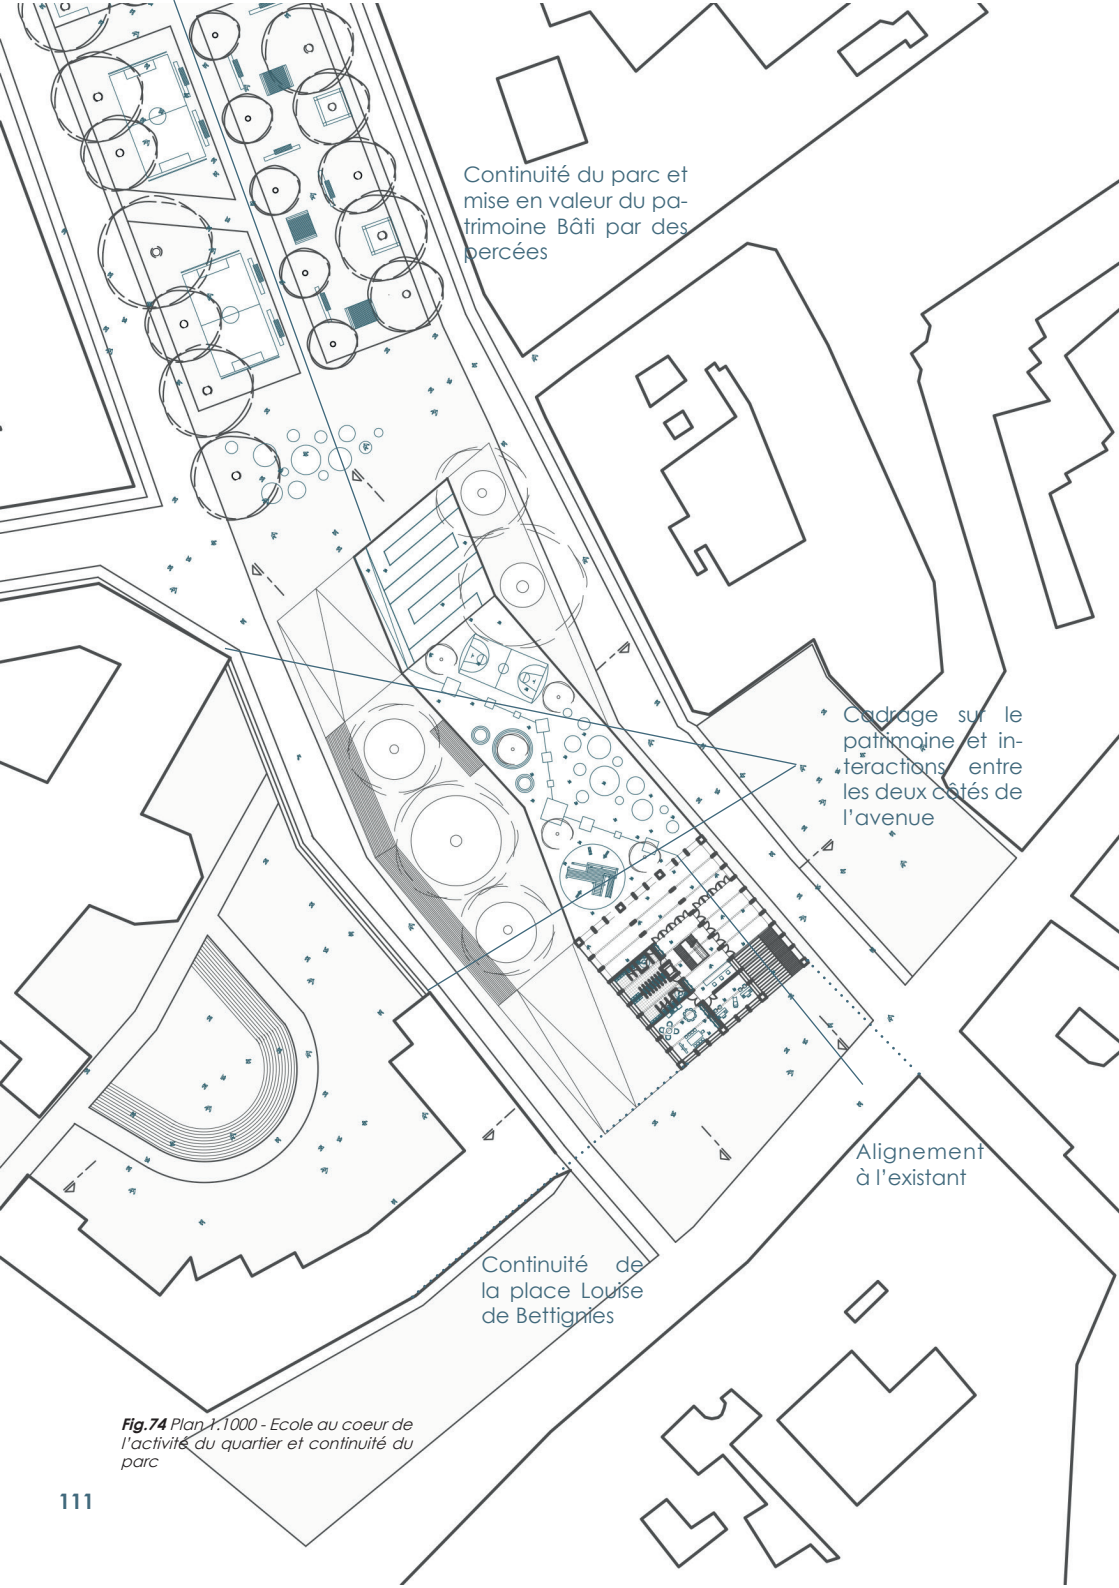 Continuité du parc et
mise en valeur du pa-
trimoine Bâti par des
percées
Cadrage sur le
patrimoine et in-
teractions entre
les deux côtés de
l'avenue
Alignement
à l'existant
Continuité de
la place Louise
de Bettignies
Fig.74 Plan 1.1000 - Ecole au coeur de
l'activité du quartier et continuité du
parc
111